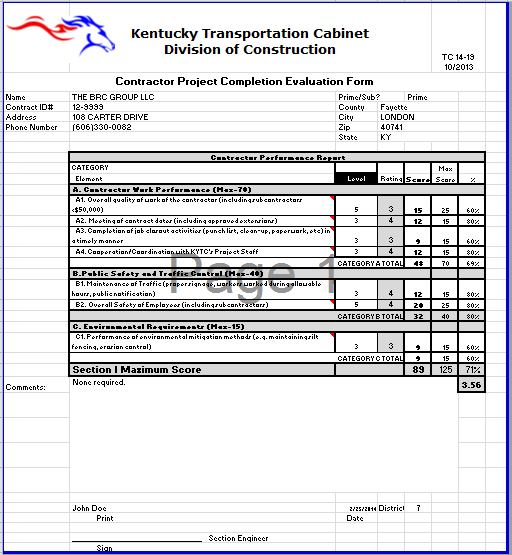 Kentucky Transportation Cabinet
Division of Construction
TC 14-19
10/2013
Contractor Project Completion Evaluation Form
Name THE BRC GROUP LLC Prime/Sub? Prime
Contract ID# 12-9999 County Fayette
Address 108 CARTER DRIVE City LONDON
Phone Number (606)330-0082 Zip 40741
State KY
Contractor Performance Report
CATEGORY Max
Element Level Rating Score Score %
A. Contractor Work Performance (Max-70)
A1. Overall quality of work of the contractor (including subcontractors
<$50,000) 5 3 15 25 60%
A2. Meeting of contract dates (including approved extensions) 3 4 12 15 80%
A3. Completion of job closeout activities (punch list, clean-up, paperwork, etc) in
a timely manner 3 3 9 15 60%
A4. Cooperation/Coordination with KYTC's Project Staff 3 4 12 15 80%
CATEGORY A TOTAL 48 70 69%
B.Public Safety and Traffic Control (Max-40)
B1. Maintenance of Traffic (proper signage, workers worked during allowable
hours, public notification) 3 4 12 15 80%
B2. Overall Safety of Employees (including subcontractors) 5 4 20 25 80%
CATEGORY B TOTAL 32 40 80%
C. Environmental Requirements (Max-15)
C1. Performance of environmental mitigation methods (e.g. maintaining silt
fencing, erosion control) 3 3 9 15 60%
CATEGORY C TOTAL 9 15 60%
Section I Maximum Score 89 125 71%
Comments: None required. 3.56
Page 1
John Doe 2/25/2014 District 7
Print Date
Section Engineer
Sign